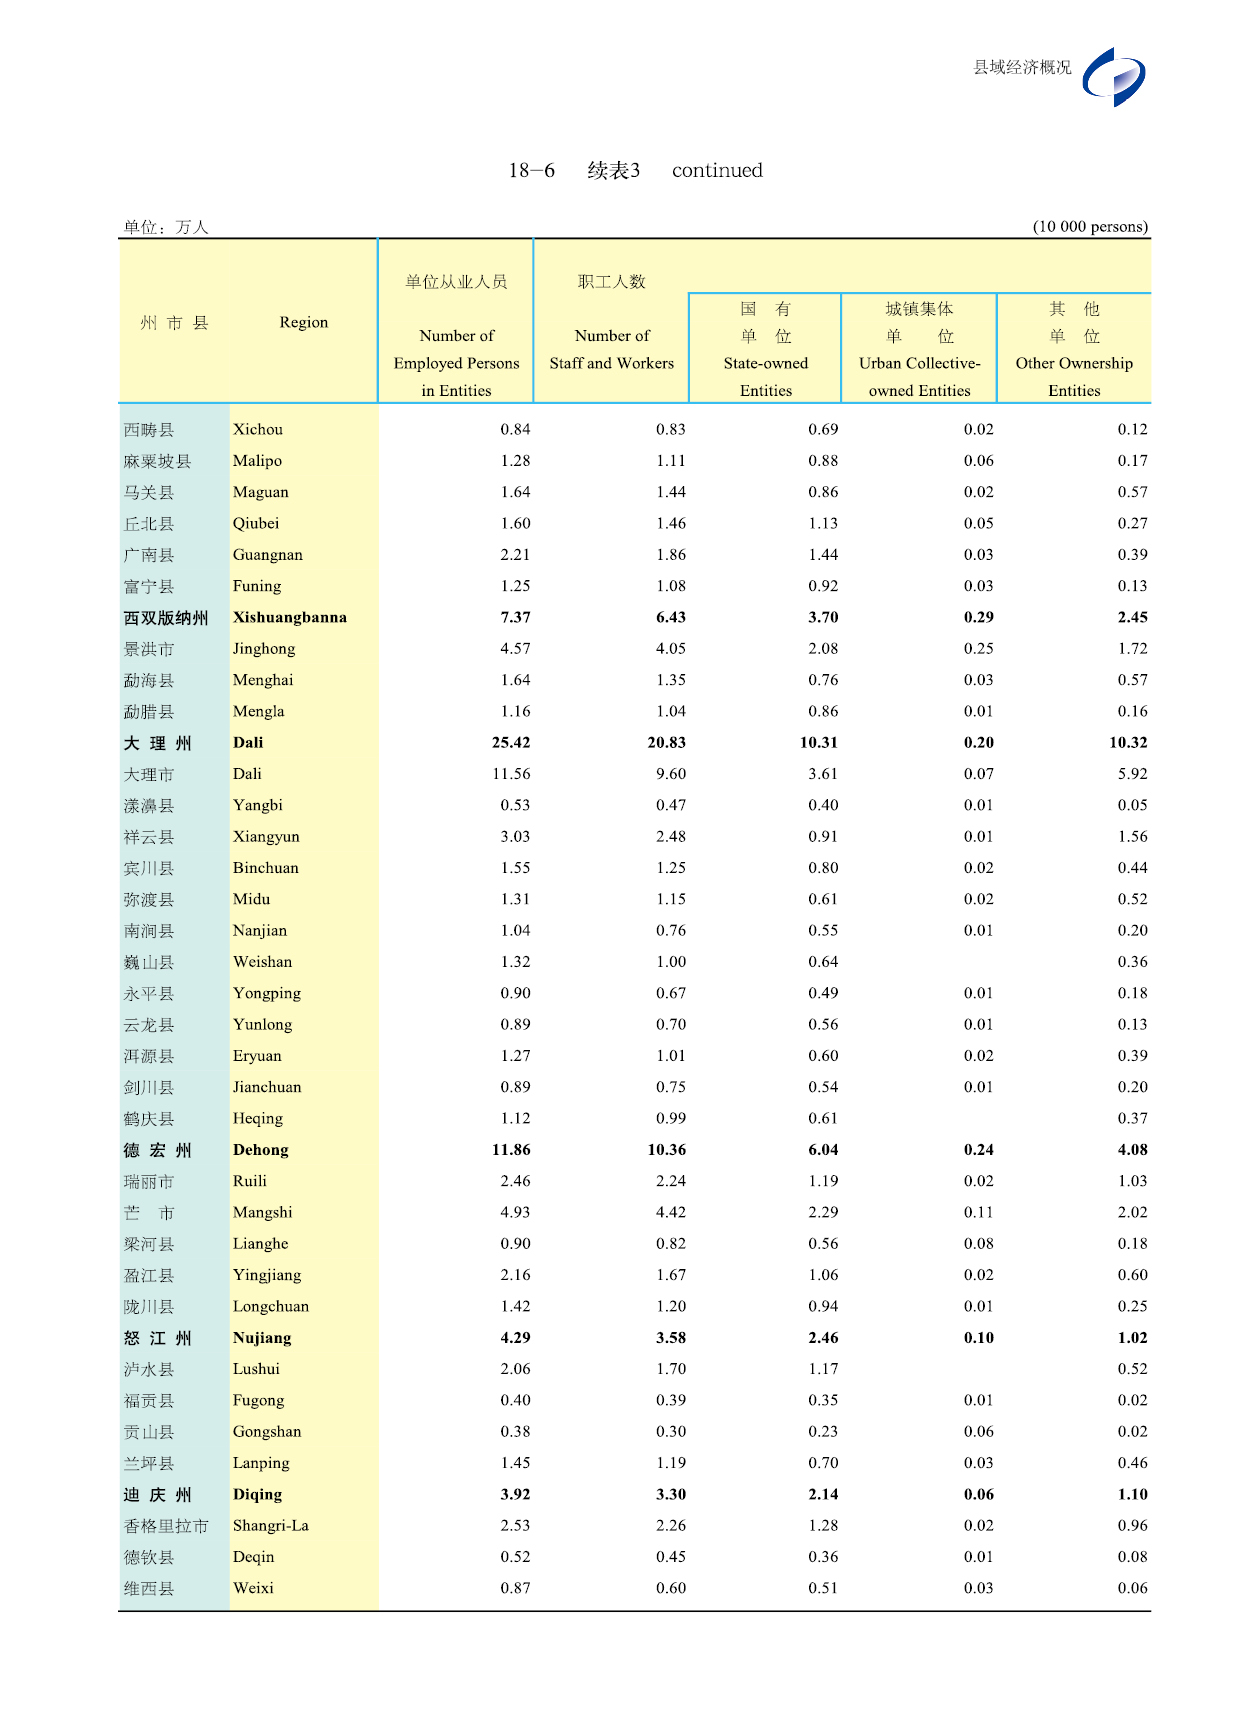 县域经济概况
18—6 续表3 continued
单位：万人 (10 000 persons)
单位从业人员 职工人数
国 有 城镇集体 其 他
州 市 县 Region
Number of Number of 单 位 单 位 单 位
Employed Persons Staff and Workers State-owned Urban Collective- Other Ownership
in Entities Entities owned Entities Entities
西畴县 Xichou 0.84 0.83 0.69 0.02 0.12
麻栗坡县 Malipo 1.28 1.11 0.88 0.06 0.17
马关县 Maguan 1.64 1.44 0.86 0.02 0.57
丘北县 Qiubei 1.60 1.46 1.13 0.05 0.27
广南县 Guangnan 2.21 1.86 1.44 0.03 0.39
富宁县 Funing 1.25 1.08 0.92 0.03 0.13
西双版纳州 Xishuangbanna 7.37 6.43 3.70 0.29 2.45
景洪市 Jinghong 4.57 4.05 2.08 0.25 1.72
勐海县 Menghai 1.64 1.35 0.76 0.03 0.57
勐腊县 Mengla 1.16 1.04 0.86 0.01 0.16
大 理 州 Dali 25.42 20.83 10.31 0.20 10.32
大理市 Dali 11.56 9.60 3.61 0.07 5.92
漾濞县 Yangbi 0.53 0.47 0.40 0.01 0.05
祥云县 Xiangyun 3.03 2.48 0.91 0.01 1.56
宾川县 Binchuan 1.55 1.25 0.80 0.02 0.44
弥渡县 Midu 1.31 1.15 0.61 0.02 0.52
南涧县 Nanjian 1.04 0.76 0.55 0.01 0.20
巍山县 Weishan 1.32 1.00 0.64 0.36
永平县 Yongping 0.90 0.67 0.49 0.01 0.18
云龙县 Yunlong 0.89 0.70 0.56 0.01 0.13
洱源县 Eryuan 1.27 1.01 0.60 0.02 0.39
剑川县 Jianchuan 0.89 0.75 0.54 0.01 0.20
鹤庆县 Heqing 1.12 0.99 0.61 0.37
德 宏 州 Dehong 11.86 10.36 6.04 0.24 4.08
瑞丽市 Ruili 2.46 2.24 1.19 0.02 1.03
芒 市 Mangshi 4.93 4.42 2.29 0.11 2.02
梁河县 Lianghe 0.90 0.82 0.56 0.08 0.18
盈江县 Yingjiang 2.16 1.67 1.06 0.02 0.60
陇川县 Longchuan 1.42 1.20 0.94 0.01 0.25
怒 江 州 Nujiang 4.29 3.58 2.46 0.10 1.02
泸水县 Lushui 2.06 1.70 1.17 0.52
福贡县 Fugong 0.40 0.39 0.35 0.01 0.02
贡山县 Gongshan 0.38 0.30 0.23 0.06 0.02
兰坪县 Lanping 1.45 1.19 0.70 0.03 0.46
迪 庆 州 Diqing 3.92 3.30 2.14 0.06 1.10
香格里拉市 Shangri-La 2.53 2.26 1.28 0.02 0.96
德钦县 Deqin 0.52 0.45 0.36 0.01 0.08
维西县 Weixi 0.87 0.60 0.51 0.03 0.06